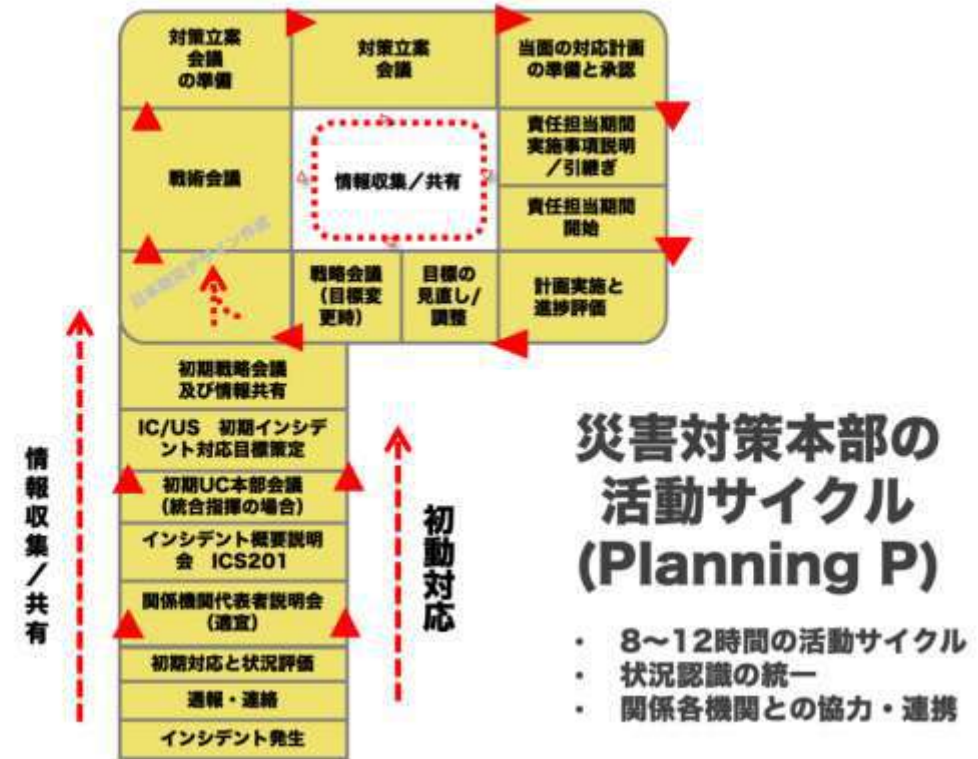 対策立案
会議
の準備
対策立案
会議
当面の対応計画
の準備と承認
戦術会議
情報収集/共有
責任担当期間
実施事項説明
/引継ぎ
責任担当期間
開始
戦略会議
(目標変
更時)
目標の
見直し/
調整
計画実施と
進捗評価
初期戦略会議
及び情報共有
IC/US 初期インシデ
ント対応目標策定
初期UC本部会議
(統合指揮の場合)
インシデント概要説明
会 ICS201
関係機関代表者説明会
(適宜)
初期対応と状況評価
通報・連絡
インシデント発生
情報収集/共有
初動対応
災害対策本部の
活動サイクル
(Planning P)
・ 8〜12時間の活動サイクル
・ 状況認識の統一
・ 関係各機関との協力・連携